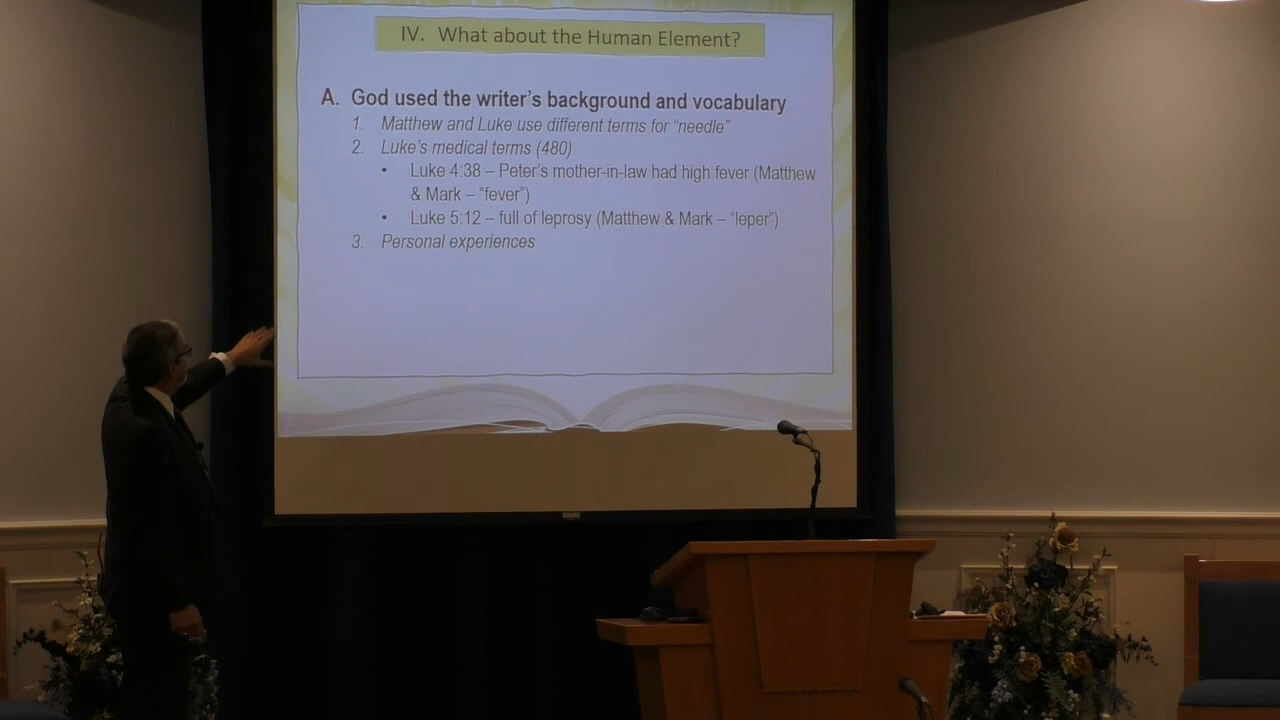 IV. What about the Human Element?
A. God used the writer's background and vocabulary
1. Matthew and Luke use different terms for "needle"
2. Luke's medical terms (480)
• Luke 4:38 – Peter's mother-in-law had high fever (Matthew
& Mark – "fever")
• Luke 5:12 – full of leprosy (Matthew & Mark – "leper")
3. Personal experiences